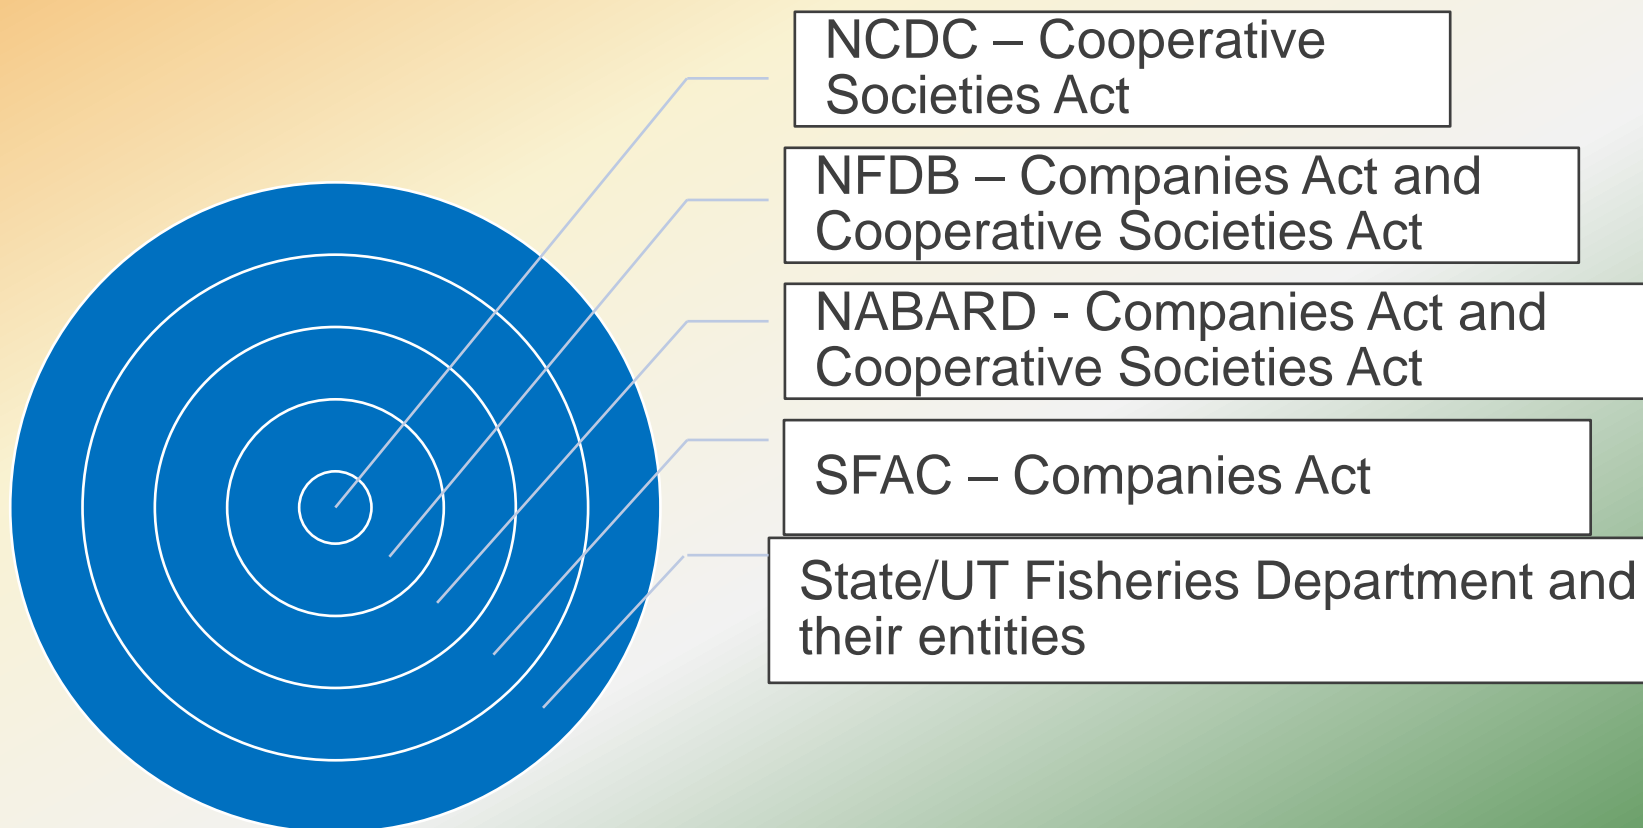 NCDC – Cooperative
Societies Act
NFDB – Companies Act and
Cooperative Societies Act
NABARD - Companies Act and
Cooperative Societies Act
SFAC – Companies Act
State/UT Fisheries Department and
their entities